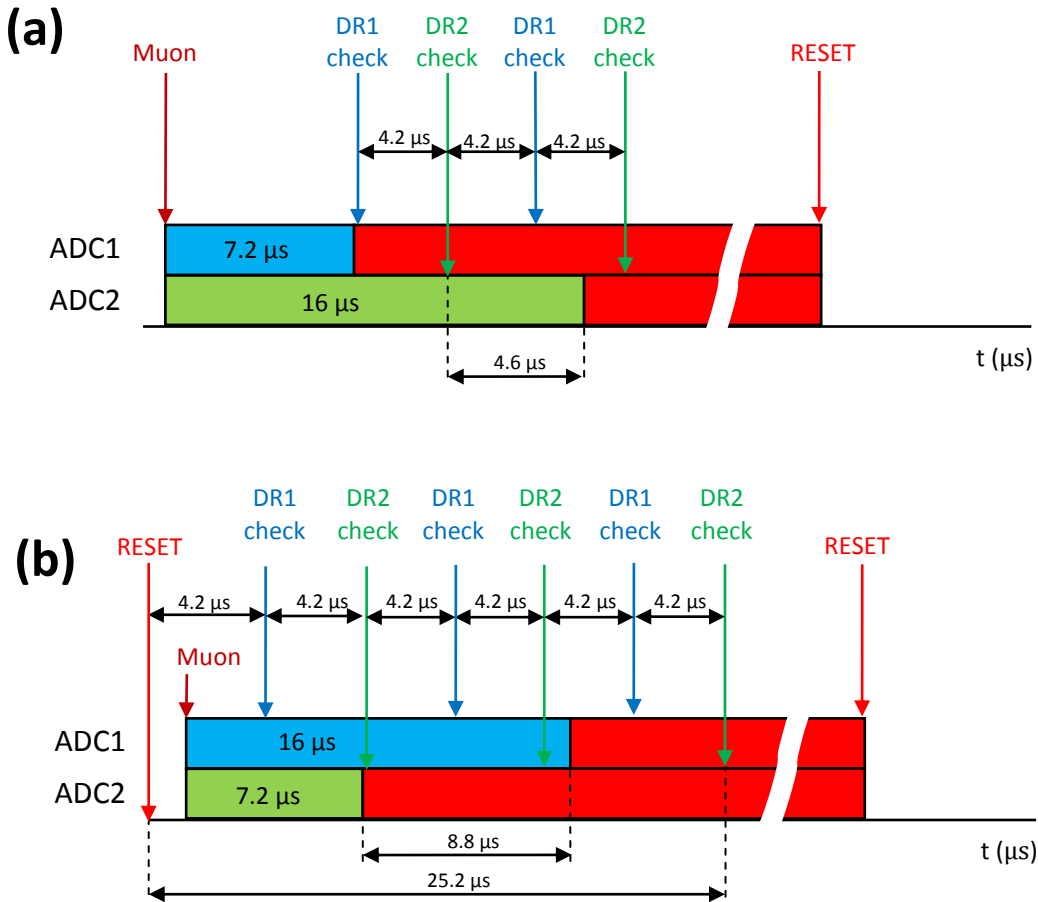 (a)
Muon
DR1
check
DR2
check
DR1
check
DR2
check
RESET
4.2 μs
4.2 μs
4.2 μs
ADC1
7.2 μs
ADC2
16 μs
t (μs)
4.6 μs
(b)
RESET
DR1
check
DR2
check
DR1
check
DR2
check
DR1
check
DR2
check
RESET
4.2 μs
4.2 μs
4.2 μs
4.2 μs
4.2 μs
4.2 μs
Muon
ADC1
16 μs
ADC2
7.2 μs
8.8 μs
t (μs)
25.2 μs